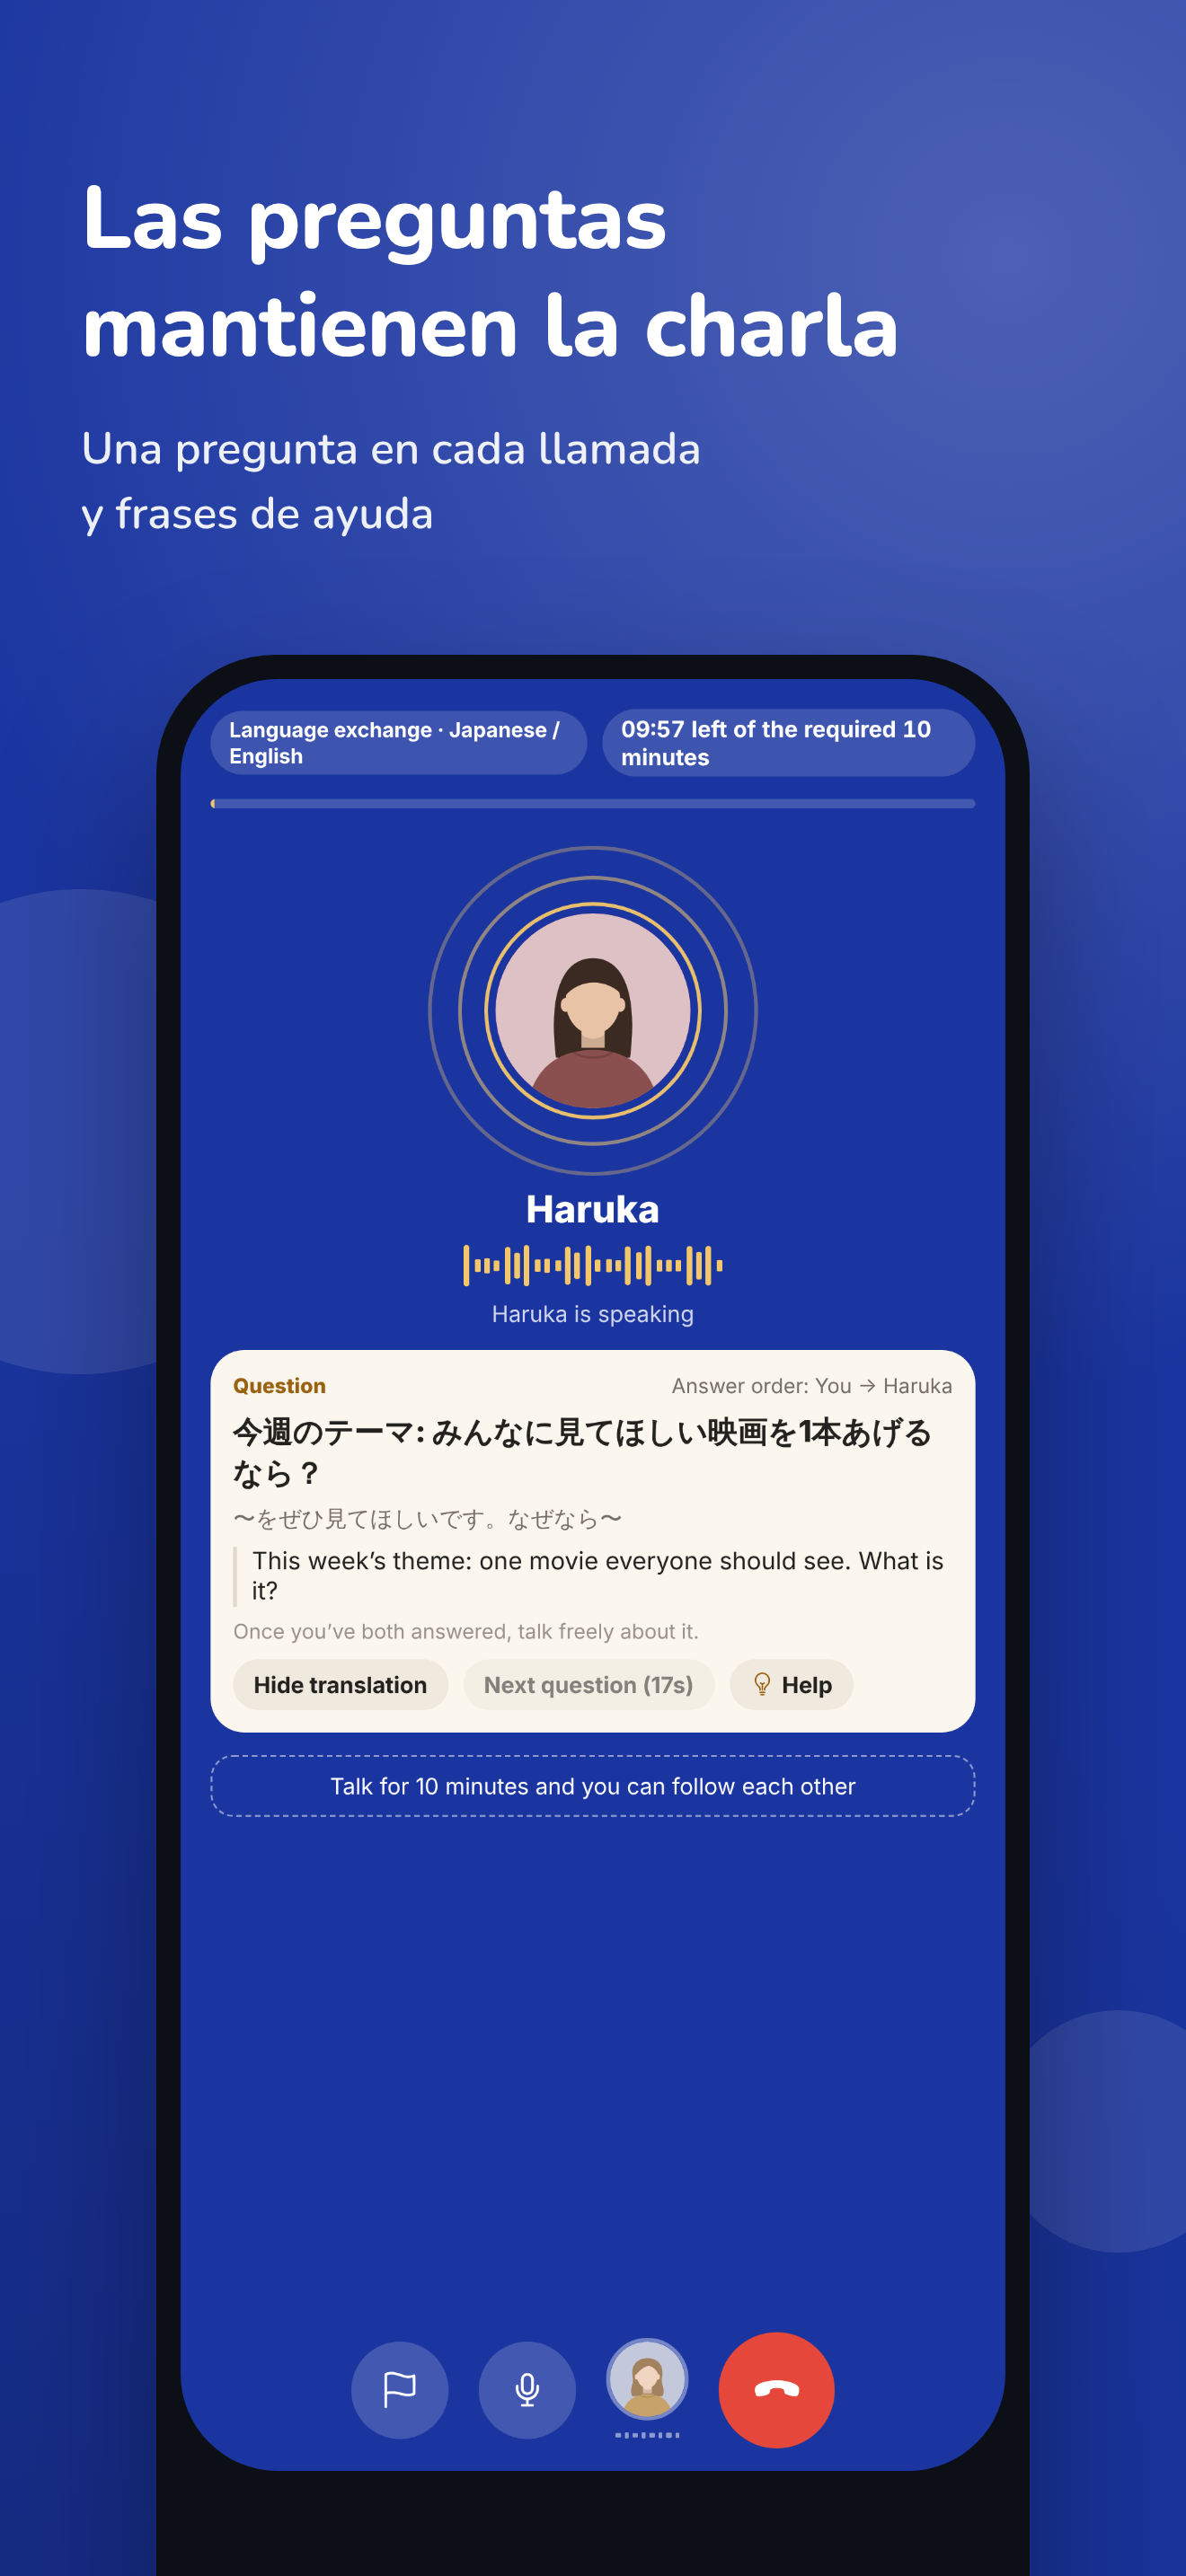 Las preguntas
mantienen la charla
Una pregunta en cada llamada
y frases de ayuda
Language exchange · Japanese /
English
09:57 left of the required 10
minutes
Haruka
Haruka is speaking
Question
Answer order: You → Haruka
今週のテーマ: みんなに見てほしい映画を1本あげる
なら？
〜をぜひ見てほしいです。なぜなら〜
This week’s theme: one movie everyone should see. What is
it?
Once you’ve both answered, talk freely about it.
Hide translation
Next question (17s)
Help
Talk for 10 minutes and you can follow each other